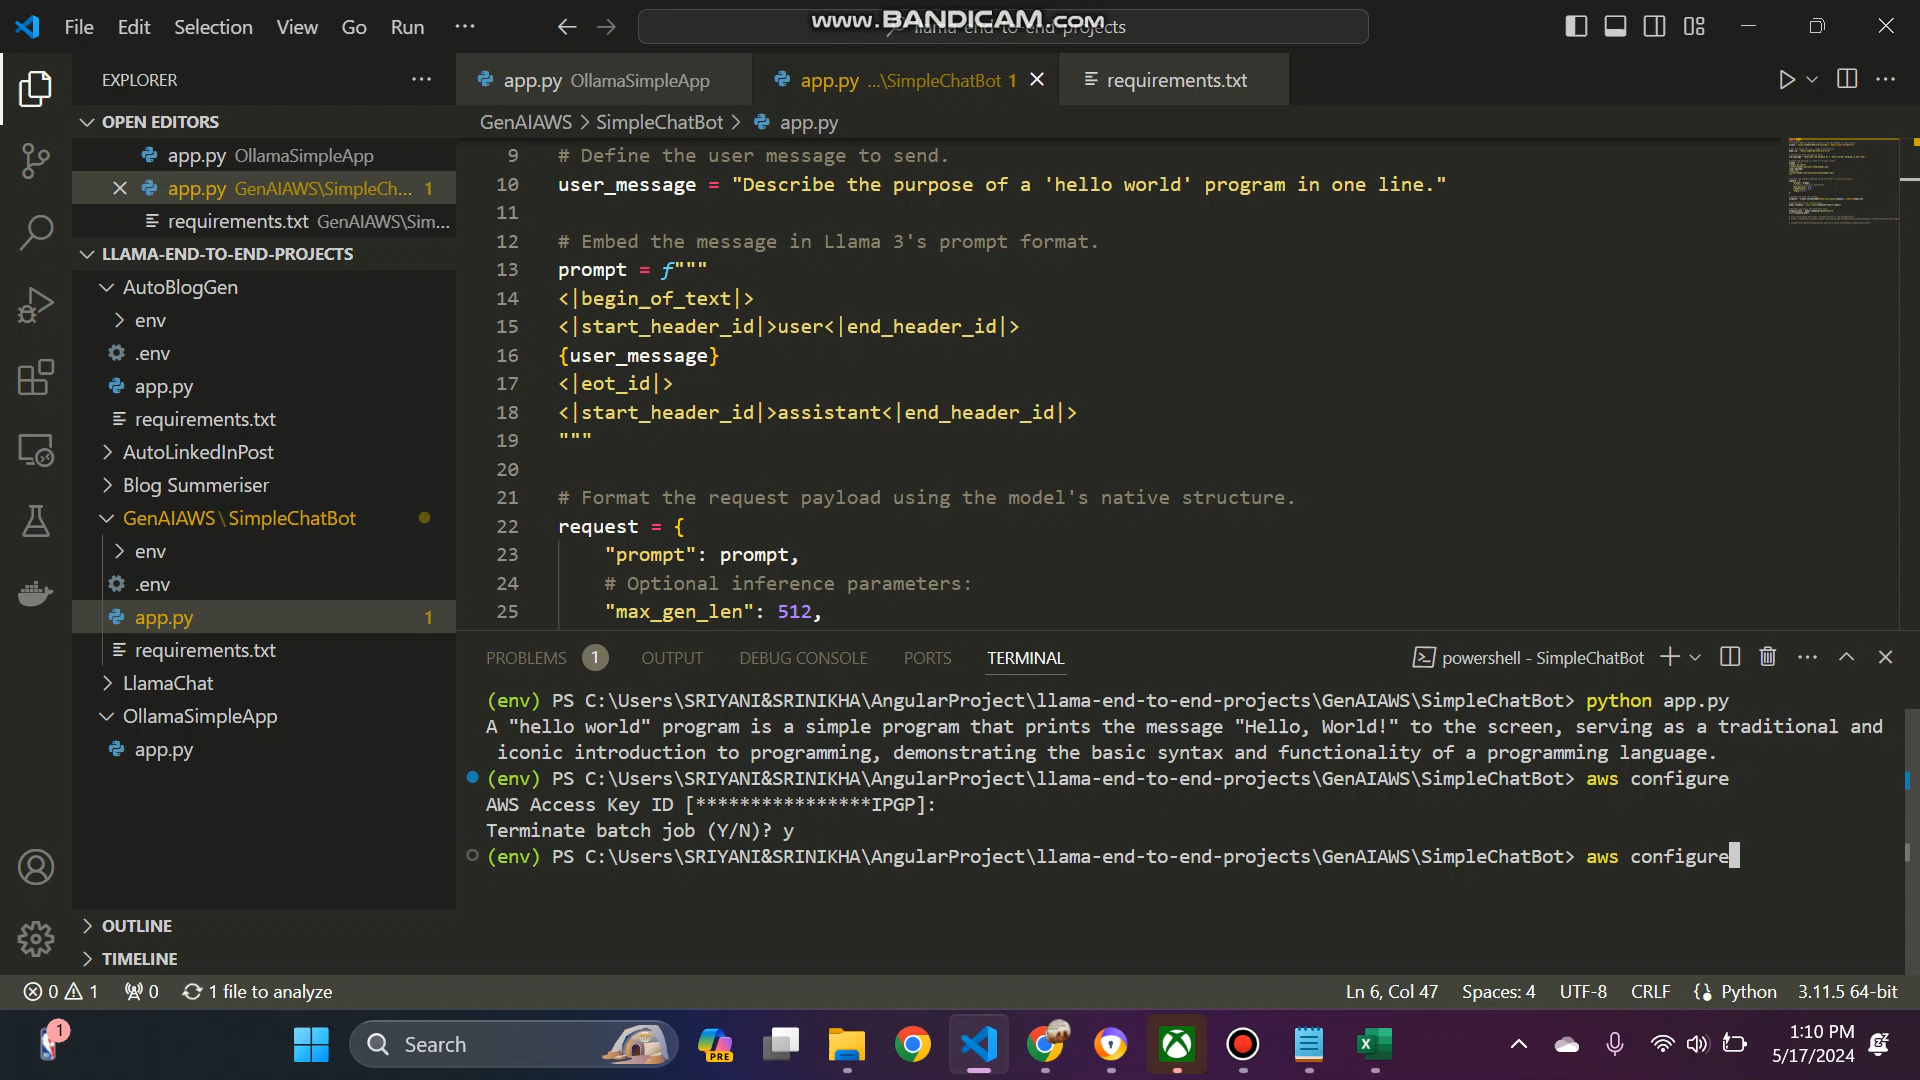 File Edit Selection View Go Run ···
llama-end-to-end-projects
www.BANDICAM.com
EXPLORER
OPEN EDITORS
app.py OllamaSimpleApp
app.py GenAIAWS\SimpleCh... 1
requirements.txt GenAIAWS\Sim...
LLAMA-END-TO-END-PROJECTS
AutoBlogGen
env
.env
app.py
requirements.txt
AutoLinkedInPost
Blog Summeriser
GenAIAWS\SimpleChatBot
env
.env
app.py 1
requirements.txt
LlamaChat
OllamaSimpleApp
app.py
OUTLINE
TIMELINE
app.py OllamaSimpleApp
app.py ...\SimpleChatBot 1
requirements.txt
GenAIAWS > SimpleChatBot > app.py
9 # Define the user message to send.
10 user_message = "Describe the purpose of a 'hello world' program in one line."
11
12 # Embed the message in Llama 3's prompt format.
13 prompt = f"""
14 <|begin_of_text|>
15 <|start_header_id|>user<|end_header_id|>
16 {user_message}
17 <|eot_id|>
18 <|start_header_id|>assistant<|end_header_id|>
19 """
20
21 # Format the request payload using the model's native structure.
22 request = {
23 "prompt": prompt,
24 # Optional inference parameters:
25 "max_gen_len": 512,
PROBLEMS 1 OUTPUT DEBUG CONSOLE PORTS TERMINAL
powershell - SimpleChatBot
(env) PS C:\Users\SRIYANI&SRINIKHA\AngularProject\llama-end-to-end-projects\GenAIAWS\SimpleChatBot> python app.py
A "hello world" program is a simple program that prints the message "Hello, World!" to the screen, serving as a traditional and
iconic introduction to programming, demonstrating the basic syntax and functionality of a programming language.
(env) PS C:\Users\SRIYANI&SRINIKHA\AngularProject\llama-end-to-end-projects\GenAIAWS\SimpleChatBot> aws configure
AWS Access Key ID [****************IPGP]:
Terminate batch job (Y/N)? y
(env) PS C:\Users\SRIYANI&SRINIKHA\AngularProject\llama-end-to-end-projects\GenAIAWS\SimpleChatBot> aws configure
0 1 0 1 file to analyze
Ln 6, Col 47 Spaces: 4 UTF-8 CRLF Python 3.11.5 64-bit
1
Search
PRE
1:10 PM
5/17/2024